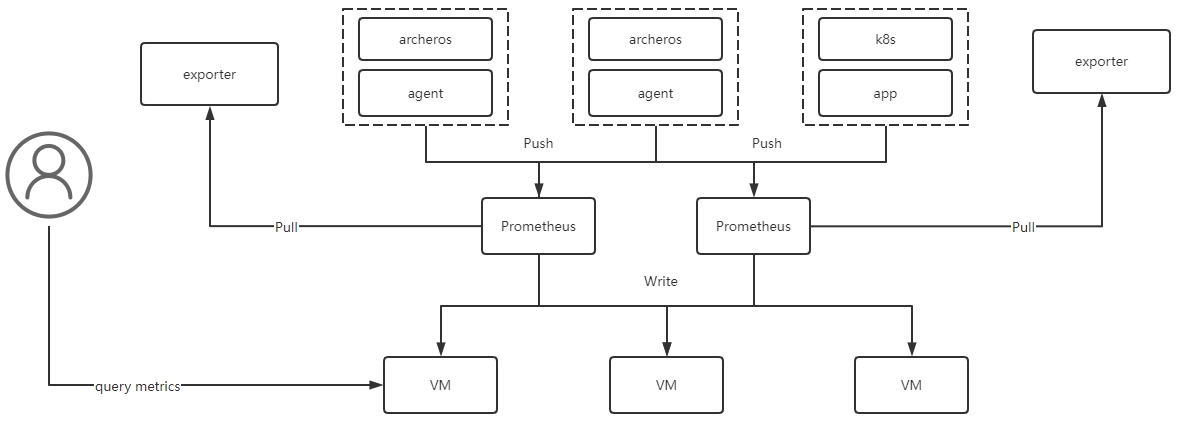 archeros
archeros
k8s
exporter
exporter
agent
agent
app
Push
Push
Pull
Prometheus
Prometheus
Pull
Write
query metrics
VM
VM
VM